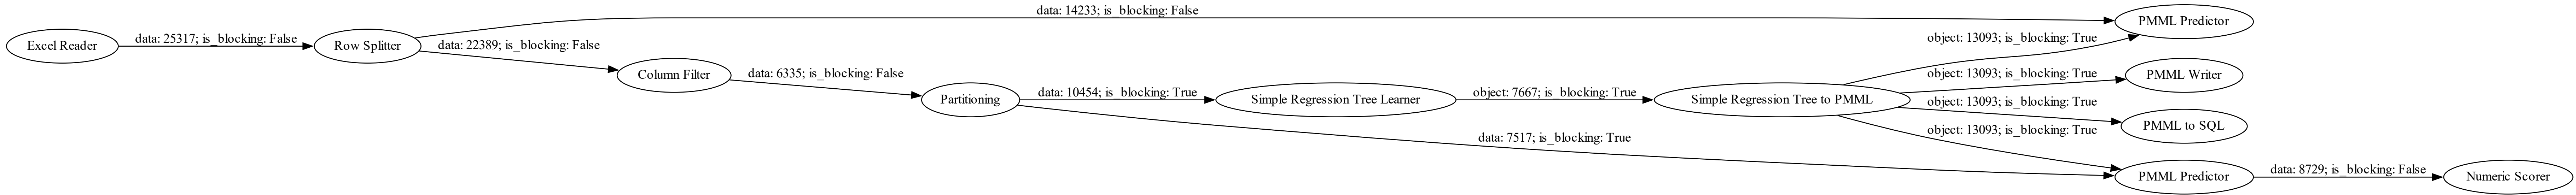 data: 14233; is_blocking: False
PMML Predictor
Excel Reader
data: 25317; is_blocking: False
Row Splitter
data: 22389; is_blocking: False
object: 13093; is_blocking: True
Column Filter
data: 6335; is_blocking: False
object: 13093; is_blocking: True
PMML Writer
Partitioning
data: 10454; is_blocking: True
Simple Regression Tree Learner
object: 7667; is_blocking: True
Simple Regression Tree to PMML
object: 13093; is_blocking: True
PMML to SQL
data: 7517; is_blocking: True
object: 13093; is_blocking: True
PMML Predictor
data: 8729; is_blocking: False
Numeric Scorer